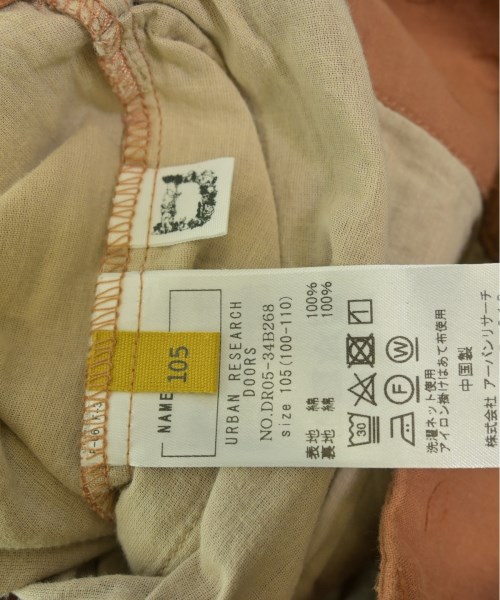 D
105
NAME
URBAN RESEARCH
DOORS
NO.DR05-34B268
size 105(100-110)
表地 綿 100%
裏地 綿 100%
30
F W
洗濯ネット使用
アイロン掛けはあて布使用
中国製
株式会社 アーバンリサーチ